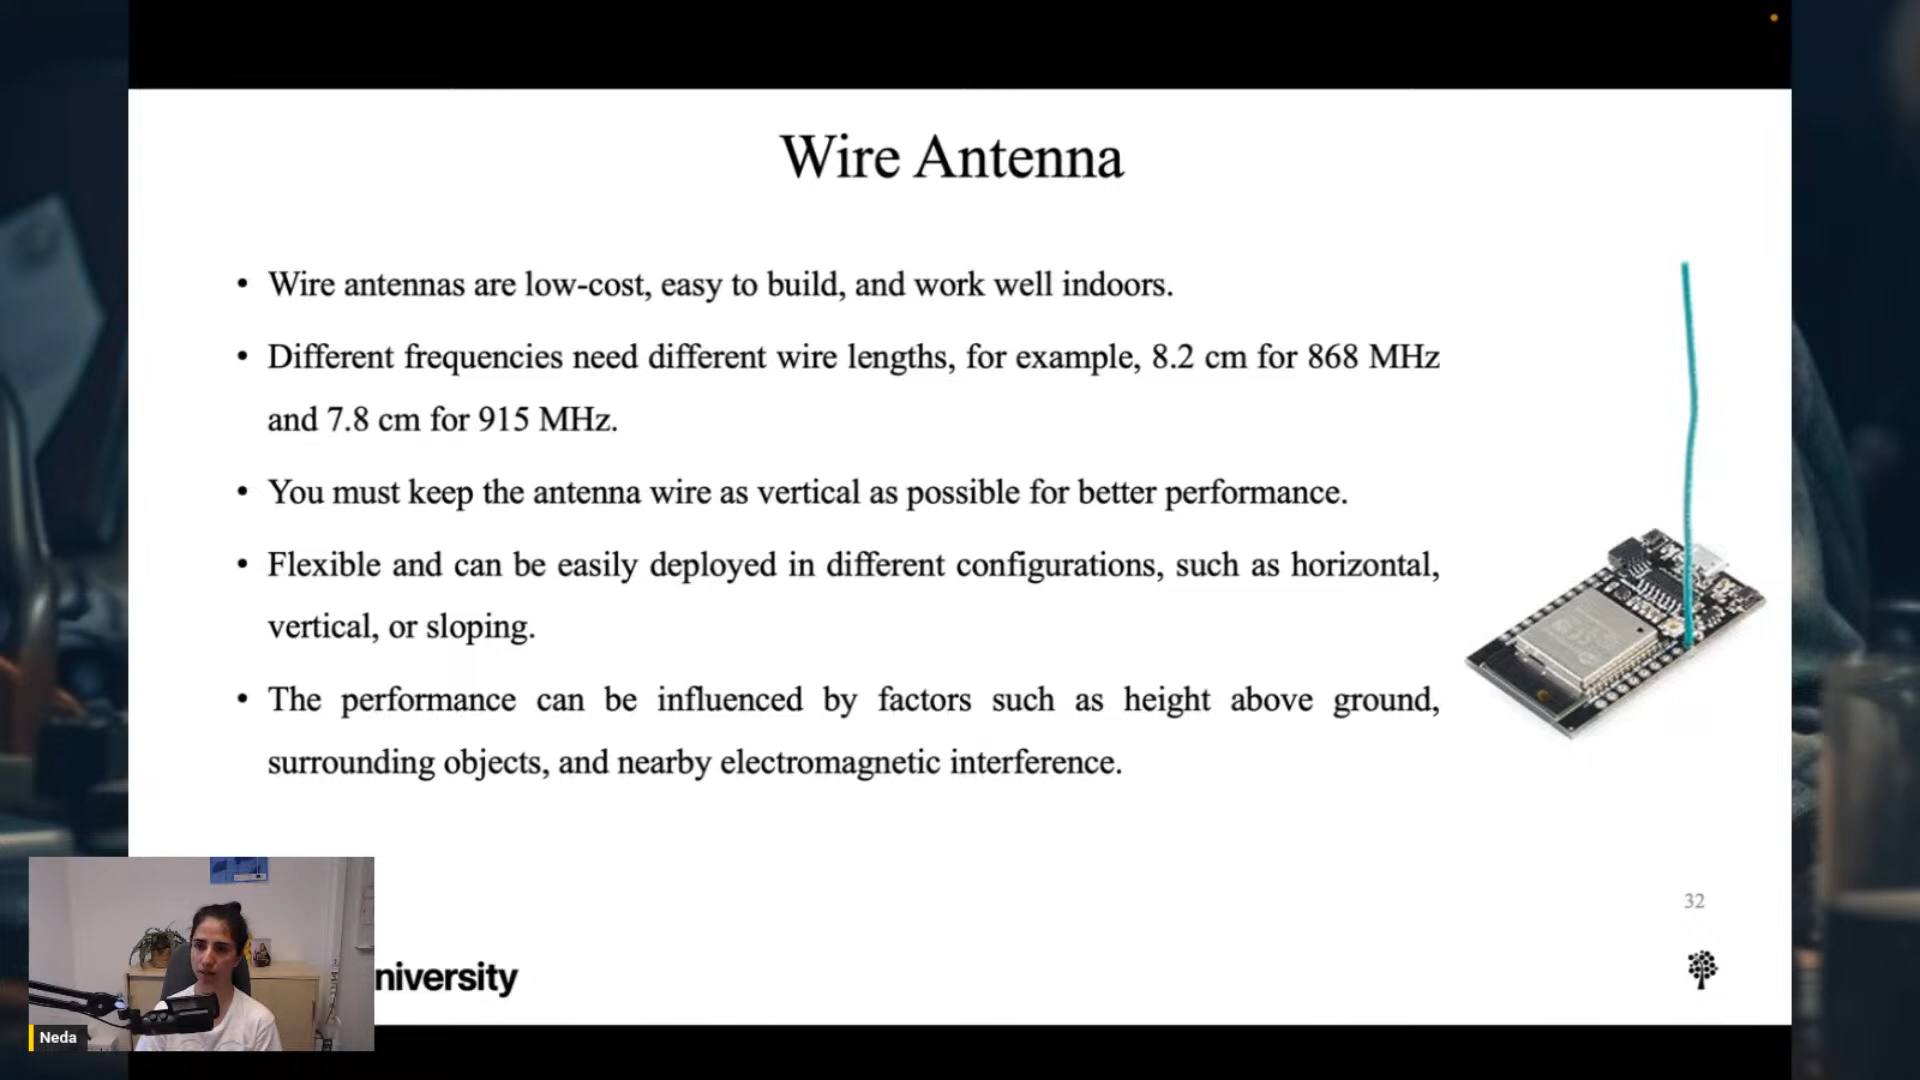 Wire Antenna
• Wire antennas are low-cost, easy to build, and work well indoors.
• Different frequencies need different wire lengths, for example, 8.2 cm for 868 MHz
and 7.8 cm for 915 MHz.
• You must keep the antenna wire as vertical as possible for better performance.
• Flexible and can be easily deployed in different configurations, such as horizontal,
vertical, or sloping.
• The performance can be influenced by factors such as height above ground,
surrounding objects, and nearby electromagnetic interference.
32
niversity
Neda